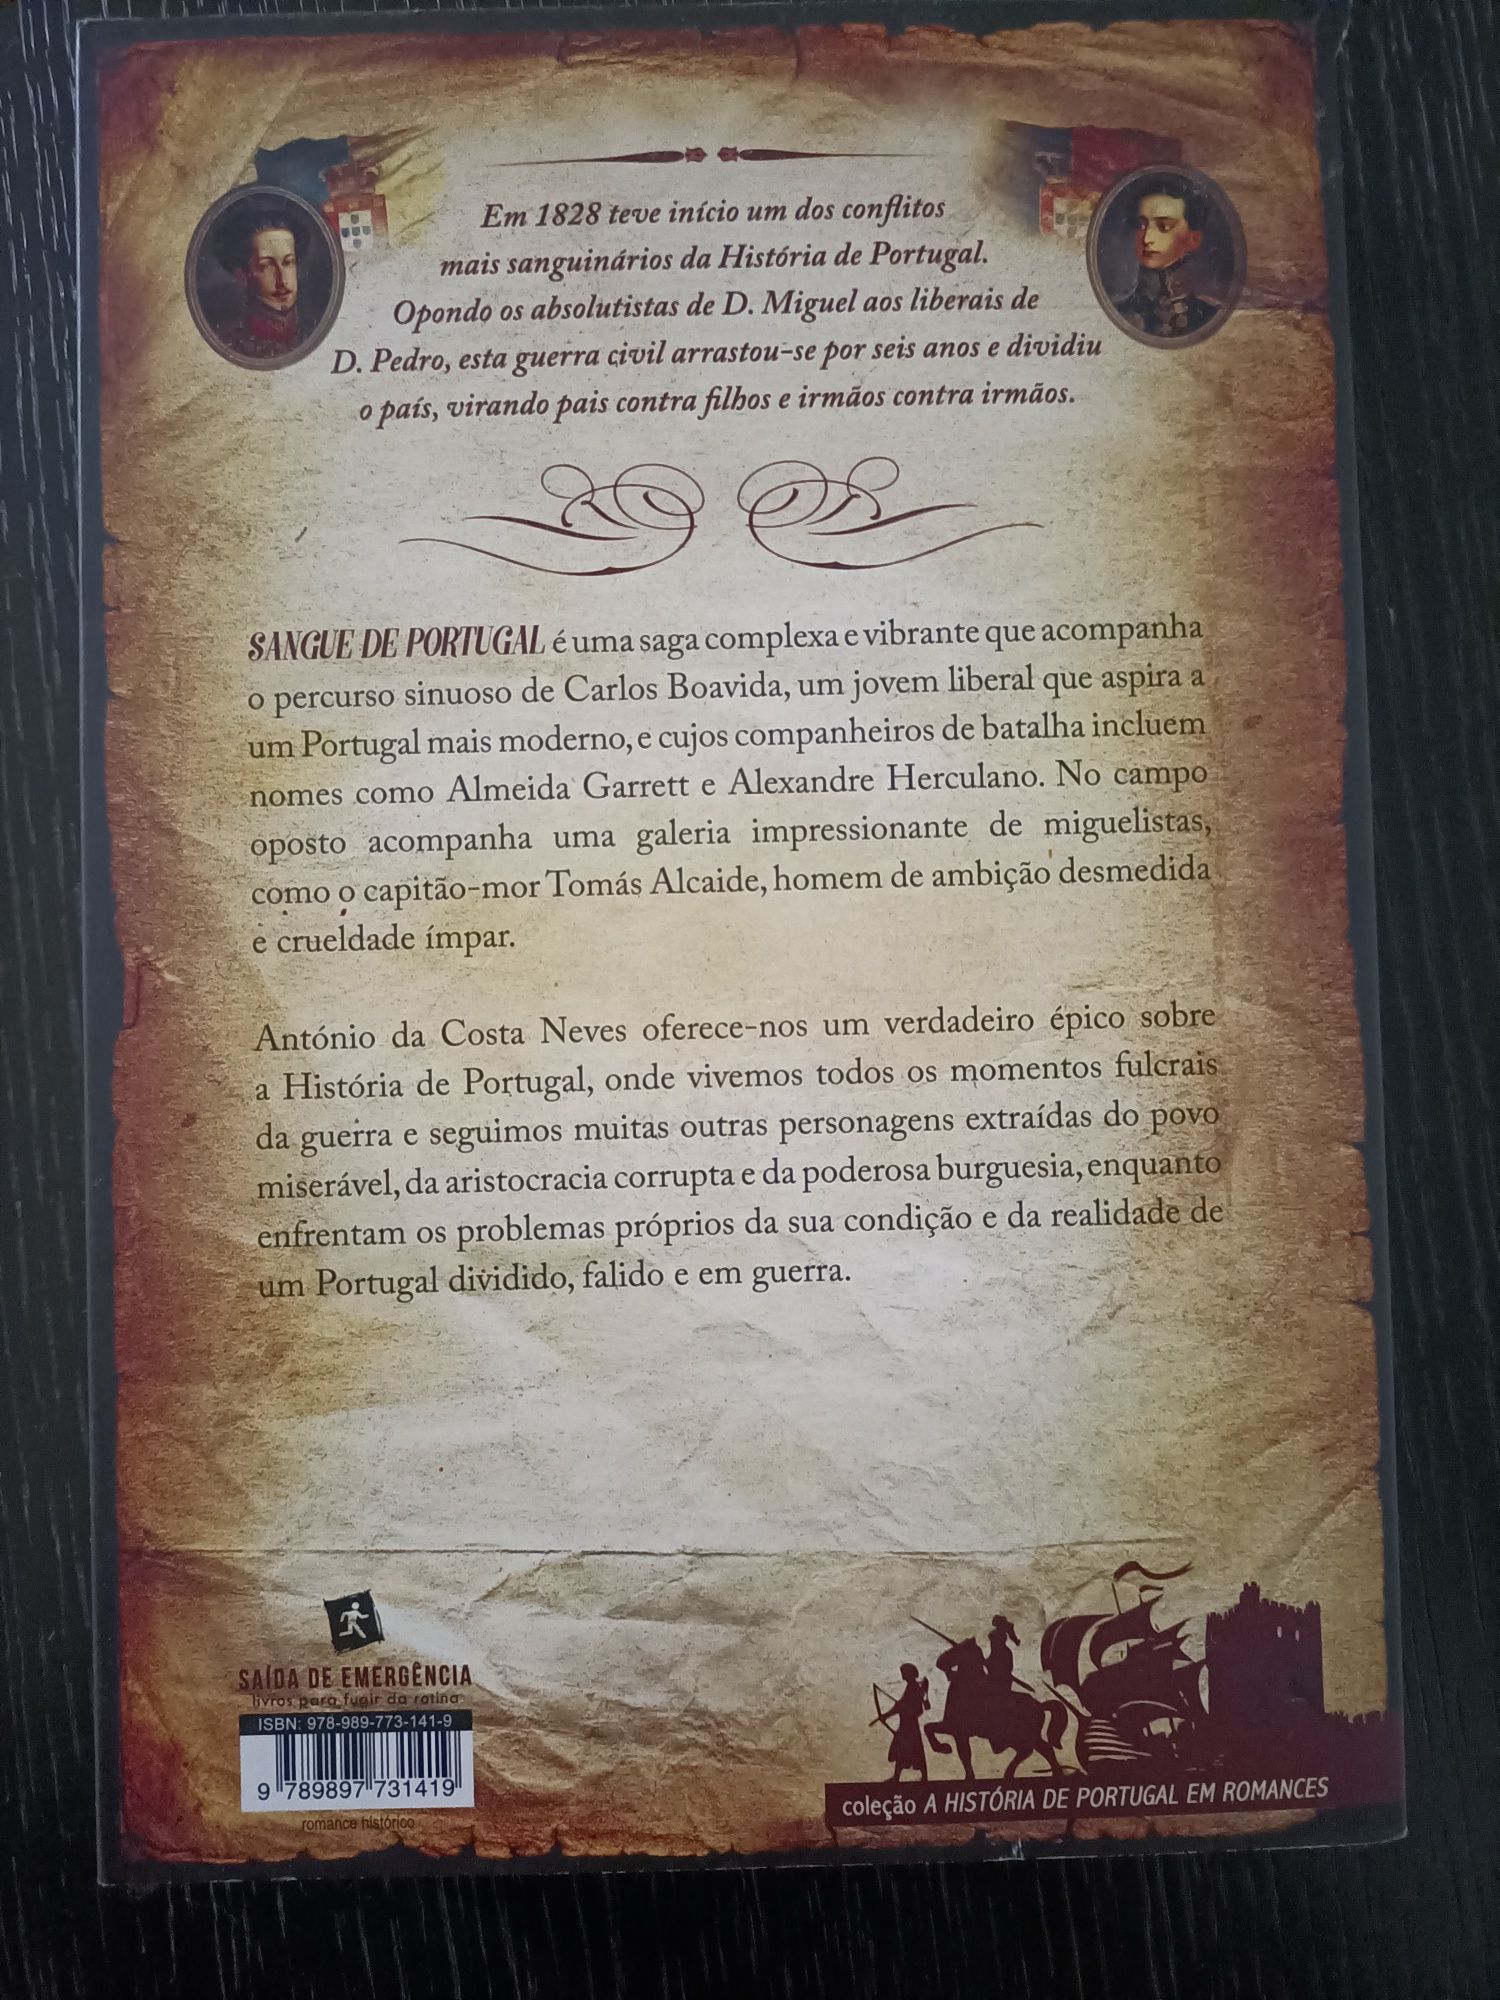 Em 1828 teve início um dos conflitos
mais sanguinários da História de Portugal.
Opondo os absolutistas de D. Miguel aos liberais de
D. Pedro, esta guerra civil arrastou-se por seis anos e dividiu
o país, virando pais contra filhos e irmãos contra irmãos.
SANGUE DE PORTUGAL é uma saga complexa e vibrante que acompanha
o percurso sinuoso de Carlos Boavida, um jovem liberal que aspira a
um Portugal mais moderno, e cujos companheiros de batalha incluem
nomes como Almeida Garrett e Alexandre Herculano. No campo
oposto acompanha uma galeria impressionante de miguelistas,
como o capitão-mor Tomás Alcaide, homem de ambição desmedida
e crueldade ímpar.
António da Costa Neves oferece-nos um verdadeiro épico sobre
a História de Portugal, onde vivemos todos os momentos fulcrais
da guerra e seguimos muitas outras personagens extraídas do povo
miserável, da aristocracia corrupta e da poderosa burguesia, enquanto
enfrentam os problemas próprios da sua condição e da realidade de
um Portugal dividido, falido e em guerra.
SAÍDA DE EMERGÊNCIA
livros para fugir da rotina
ISBN: 978-989-773-141-9
9 789897 731419
romance histórico
coleção A HISTÓRIA DE PORTUGAL EM ROMANCES